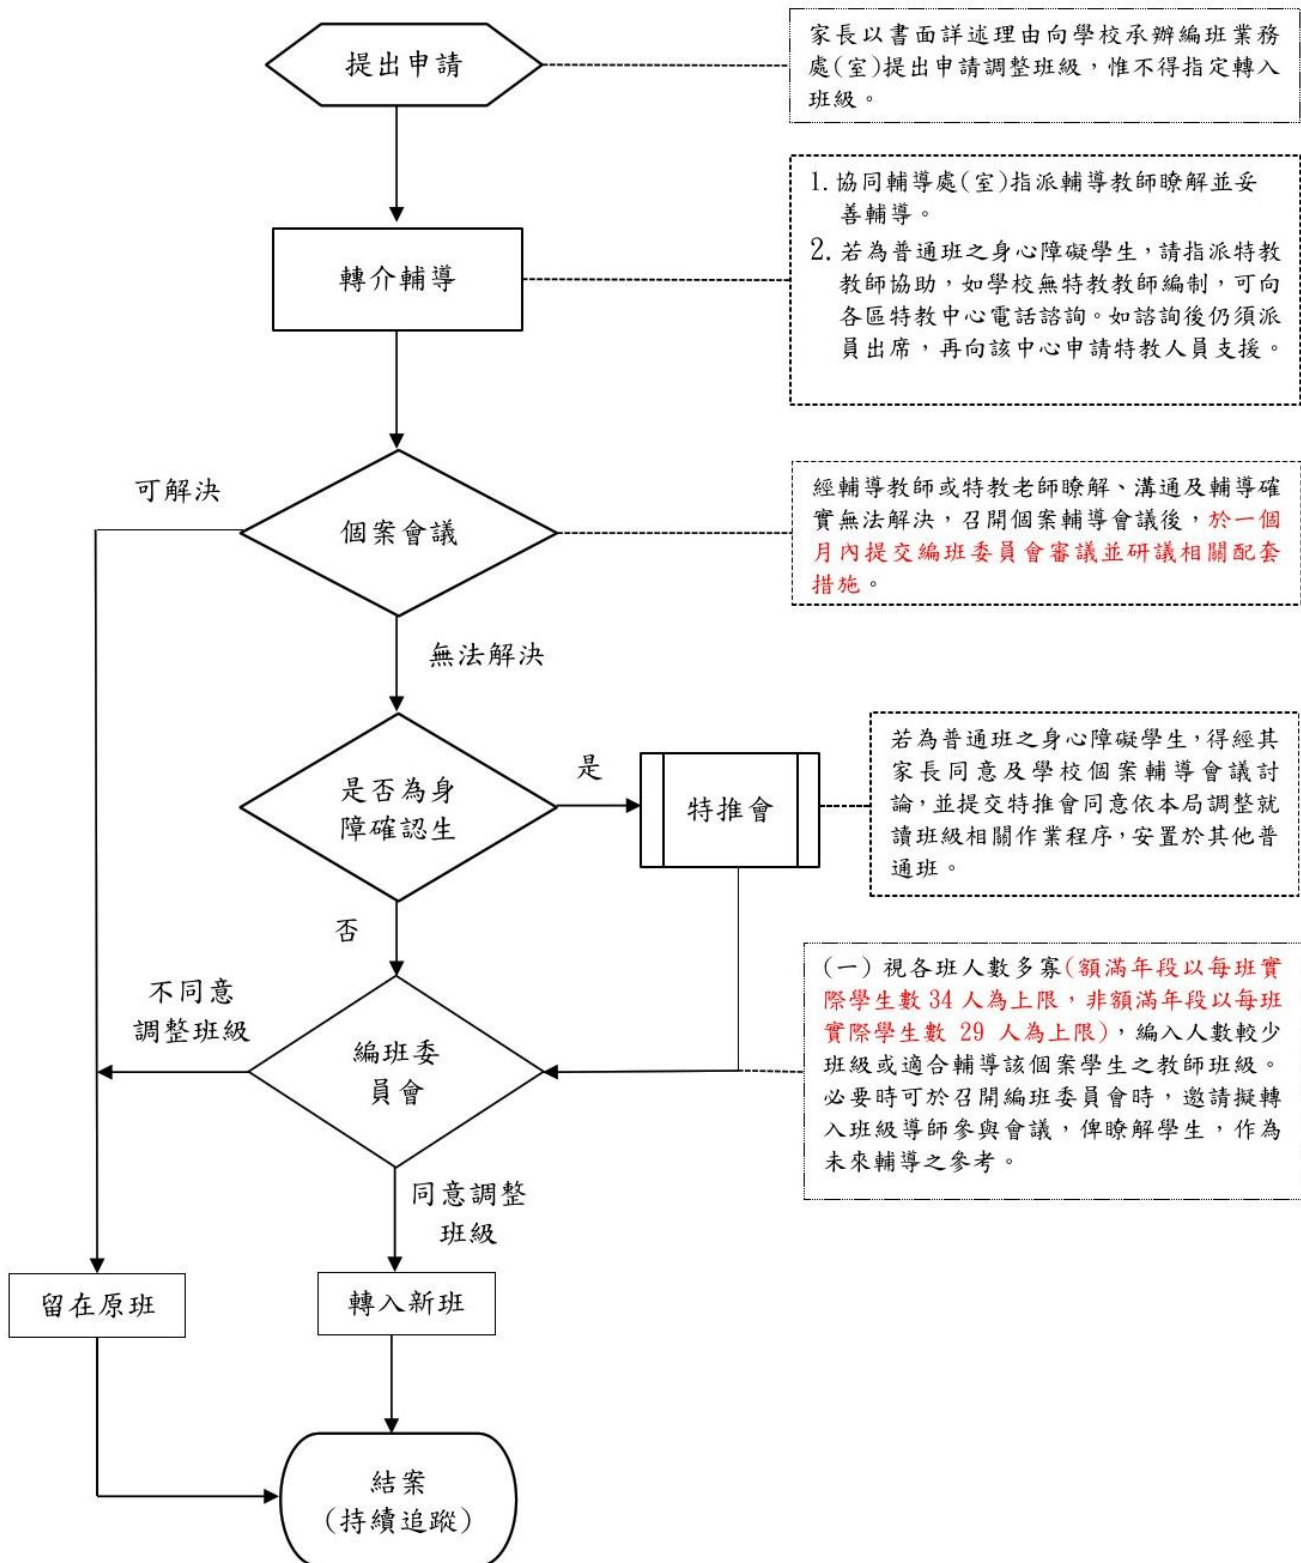 提出申請
家長以書面詳述理由向學校承辦編班業務
處(室)提出申請調整班級，惟不得指定轉入
班級。
轉介輔導
1. 協同輔導處(室)指派輔導教師瞭解並妥
善輔導。
2. 若為普通班之身心障礙學生，請指派特教
教師協助，如學校無特教教師編制，可向
各區特教中心電話諮詢。如諮詢後仍須派
員出席，再向該中心申請特教人員支援。
可解決
個案會議
經輔導教師或特教老師瞭解、溝通及輔導確
實無法解決，召開個案輔導會議後，於一個
月內提交編班委員會審議並研議相關配套
措施。
無法解決
是否為身
障確認生
是
特推會
若為普通班之身心障礙學生，得經其
家長同意及學校個案輔導會議討
論，並提交特推會同意依本局調整就
讀班級相關作業程序，安置於其他普
通班。
否
不同意
調整班級
編班委
員會
(一) 視各班人數多寡(額滿年段以每班實
際學生數 34 人為上限，非額滿年段以每班
實際學生數 29 人為上限)，編入人數較少
班級或適合輔導該個案學生之教師班級。
必要時可於召開編班委員會時，邀請擬轉
入班級導師參與會議，俾瞭解學生，作為
未來輔導之參考。
同意調整
班級
留在原班
轉入新班
結案
(持續追蹤)